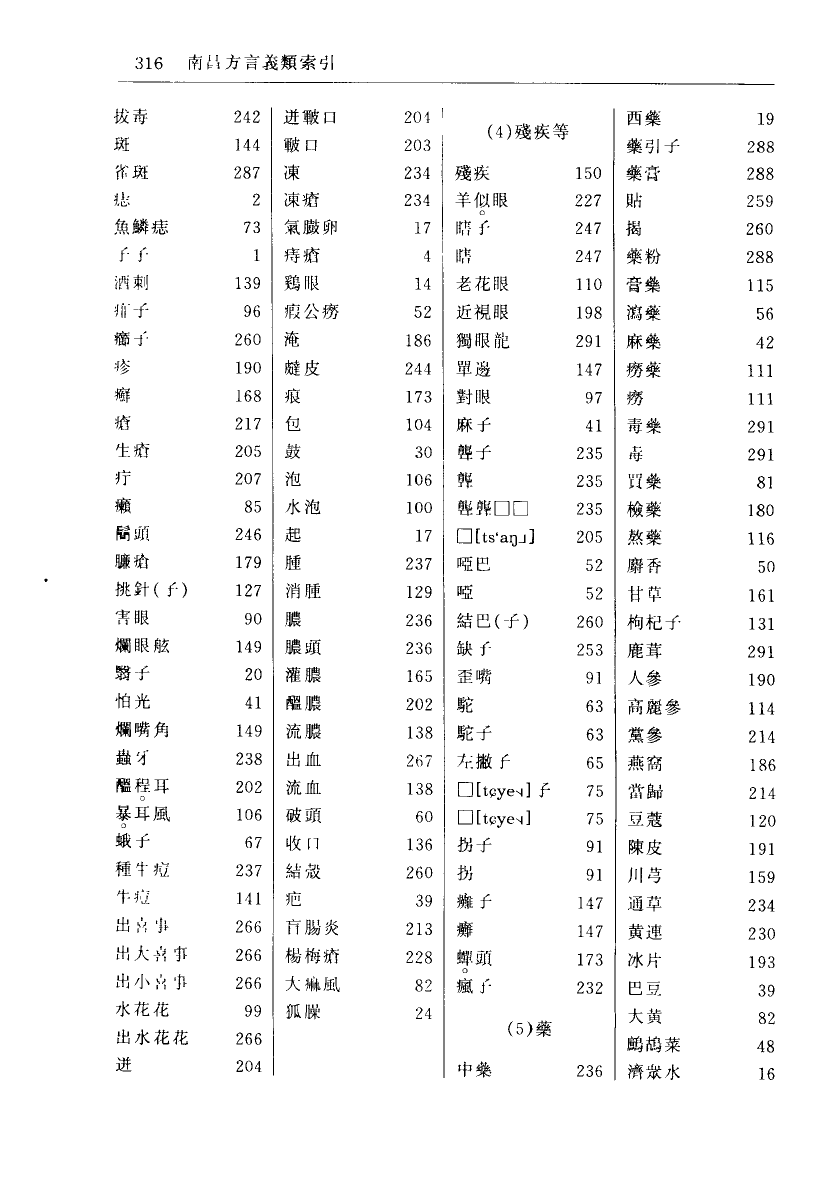 316 南昌方言義類索引
拔毒 242
斑 144
雀斑 287
痣 2
魚鱗痣 73
子子 1
酒刺 139
疳子 96
癤子 260
疹 190
癬 168
瘡 217
生瘡 205
疔 207
癩 85
頭 246
臁瘡 179
挑針(子) 127
害眼 90
爛眼舷 149
翳子 20
怕光 41
爛嘴角 149
蟲牙 238
醞程耳 202
暴耳風 106
蛾子 67
種牛痘 237
牛痘 141
出喜事 266
出大喜事 266
出小喜事 266
水花花 99
出水花花 266
迸 204
迸皸口 204
皸口 203
凍 234
凍瘡 234
氣臌卵 17
痔瘡 4
鷄眼 14
瘕公癆 52
淹 186
皮 244
痕 173
包 104
鼓 30
泡 106
水泡 100
起 17
腫 237
消腫 129
膿 236
膿頭 236
灌膿 165
醞膿 202
流膿 138
出血 267
流血 138
破頭 60
收口 136
結殼 260
疤 39
盲腸炎 213
楊梅瘡 228
大痲風 82
狐臊 24
(4)殘疾等
殘疾 150
羊似眼 227
瞎子 247
瞎 247
老花眼 110
近視眼 198
獨眼龍 291
單邊 147
對眼 97
麻子 41
聾子 235
聾 235
聾聾□□ 235
□[ts‘aŋ˩] 205
啞巴 52
啞 52
結巴(子) 260
缺子 253
歪嘴 91
駝 63
駝子 63
左撇子 65
□[tɕye˧]子 75
□[tɕye˧] 75
拐子 91
拐 91
癱子 147
癱 147
頭 173
瘋子 232
(5)藥
中藥 236
西藥 19
藥引子 288
藥膏 288
貼 259
揭 260
藥粉 288
膏藥 115
瀉藥 56
麻藥 42
癆藥 111
癆 111
毒藥 291
毒 291
買藥 81
檢藥 180
熬藥 116
麝香 50
甘草 161
枸杞子 131
鹿茸 291
人參 190
高麗參 114
黨參 214
燕窩 186
當歸 214
豆蔻 120
陳皮 191
川芎 159
通草 234
黄連 230
冰片 193
巴豆 39
大黄 82
鷓鴣菜 48
濟衆水 16